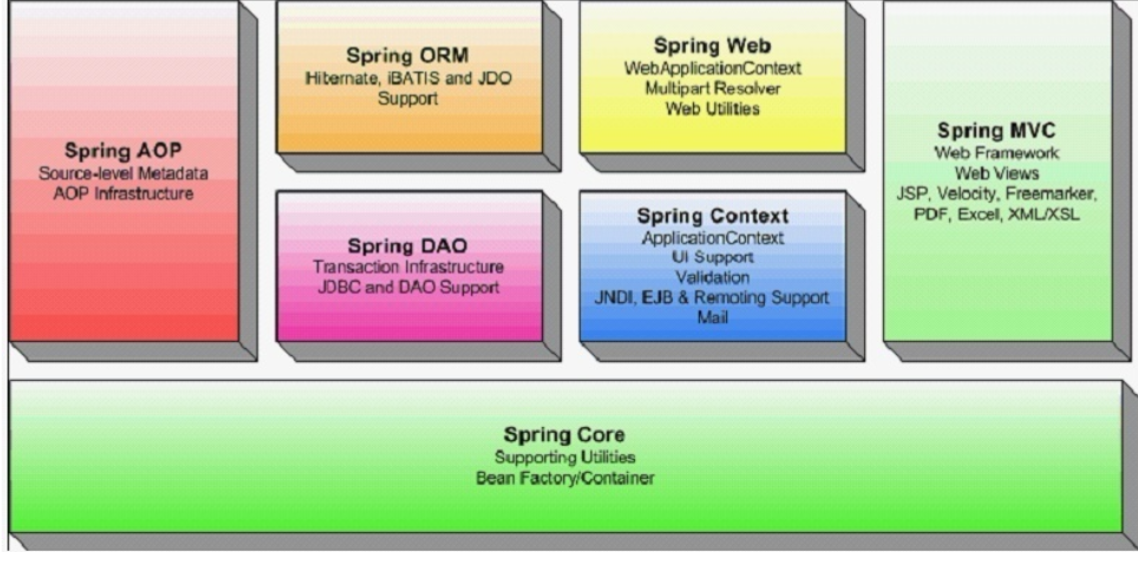 Spring AOP
Source-level Metadata
AOP Infrastructure
Spring ORM
Hibernate, iBATIS and JDO
Support
Spring DAO
Transaction Infrastructure
JDBC and DAO Support
Spring Web
WebApplicationContext
Multipart Resolver
Web Utilities
Spring Context
ApplicationContext
UI Support
Validation
JNDI, EJB & Remoting Support
Mail
Spring MVC
Web Framework
Web Views
JSP, Velocity, Freemarker,
PDF, Excel, XML/XSL
Spring Core
Supporting Utilities
Bean Factory/Container